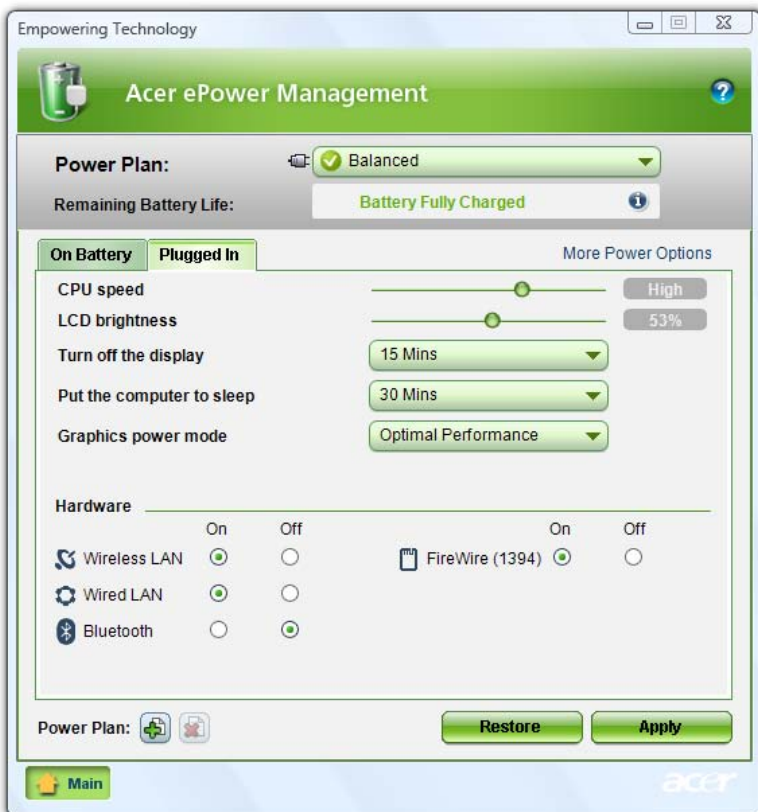 Empowering Technology
Acer ePower Management
Power Plan: Balanced
Remaining Battery Life: Battery Fully Charged
On Battery Plugged In More Power Options
CPU speed High
LCD brightness 53%
Turn off the display 15 Mins
Put the computer to sleep 30 Mins
Graphics power mode Optimal Performance
Hardware
On Off On Off
Wireless LAN FireWire (1394)
Wired LAN
Bluetooth
Power Plan: Restore Apply
Main acer